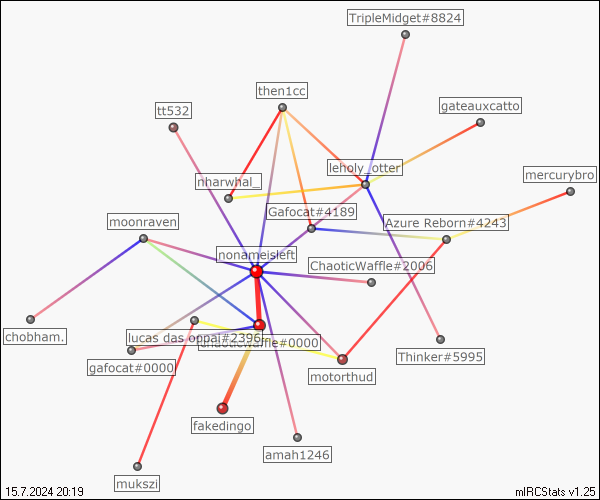 TripleMidget#8824
then1cc
tt532
gateauxcatto
leholy_otter
mercurybro
nharwhal_
Gafocat#4189
moonraven
Azure Reborn#4243
nonameisleft
ChaoticWaffle#2006
chobham.
lucas das oppai#2396
chaoticwaffle#0000
Thinker#5995
gafocat#0000
motorthud
fakedingo
amah1246
mukszi
15.7.2024 20:19
mIRCStats v1.25